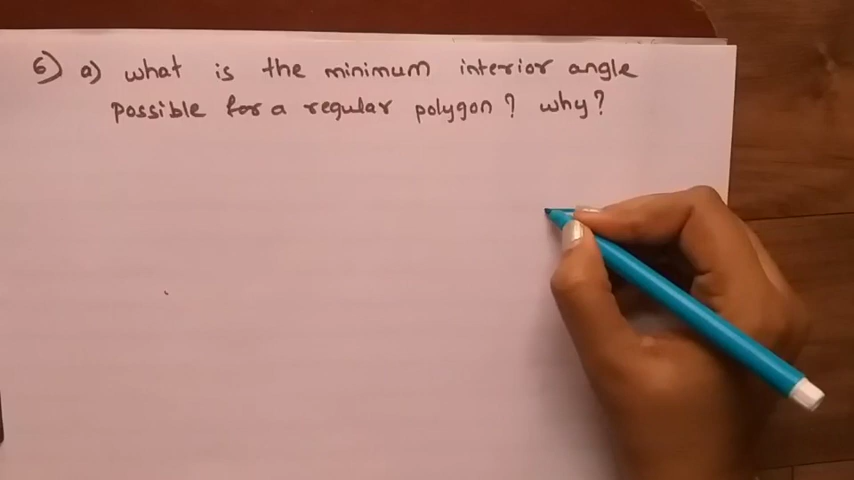 6) a) what is the minimum interior angle
possible for a regular polygon? why?